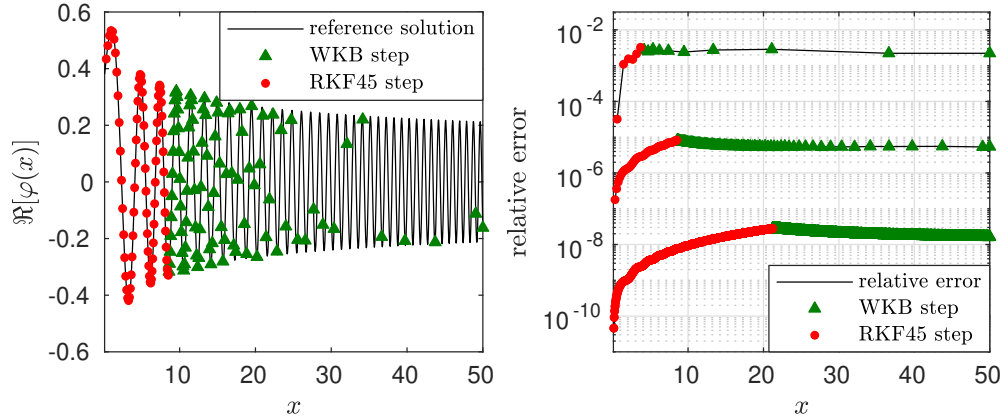 0.6
0.4
0.2
0
-0.2
-0.4
-0.6
ℜ[φ(x)]
reference solution
WKB step
RKF45 step
10
20
30
40
50
x
10^-2
10^-4
10^-6
10^-8
10^-10
relative error
relative error
WKB step
RKF45 step
10
20
30
40
50
x